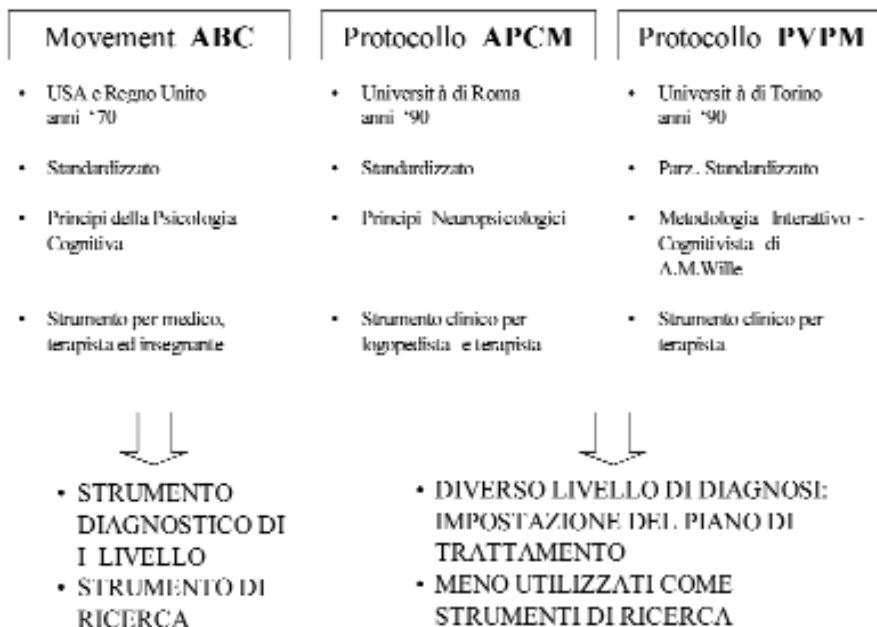 Movement ABC
• USA e Regno Unito
anni ‘70
• Standardizzato
• Principi della Psicologia
Cognitiva
• Strumento per medico,
terapista ed insegnante
Protocollo APCM
• Universit à di Roma
anni ‘90
• Standardizzato
• Principi Neuropsicologici
• Strumento clinico per
logopedista e terapista
Protocollo PVPM
• Universit à di Torino
anni ‘90
• Parz. Standardizzato
• Metodologia Interattivo -
Cognitivista di
A.M.Wille
• Strumento clinico per
terapista
• STRUMENTO
DIAGNOSTICO DI
I LIVELLO
• STRUMENTO DI
RICERCA
• DIVERSO LIVELLO DI DIAGNOSI:
IMPOSTAZIONE DEL PIANO DI
TRATTAMENTO
• MENO UTILIZZATI COME
STRUMENTI DI RICERCA